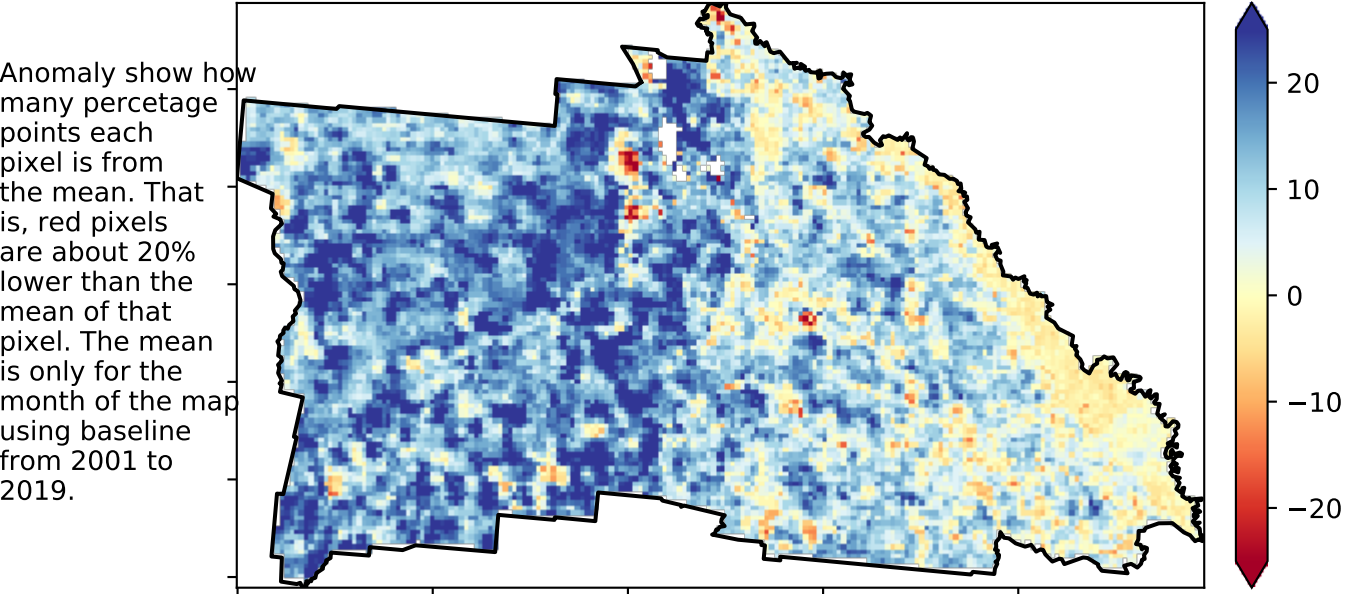 Anomaly show how
many percetage
points each
pixel is from
the mean. That
is, red pixels
are about 20%
lower than the
mean of that
pixel. The mean
is only for the
month of the map
using baseline
from 2001 to
2019.
20
10
0
−10
−20